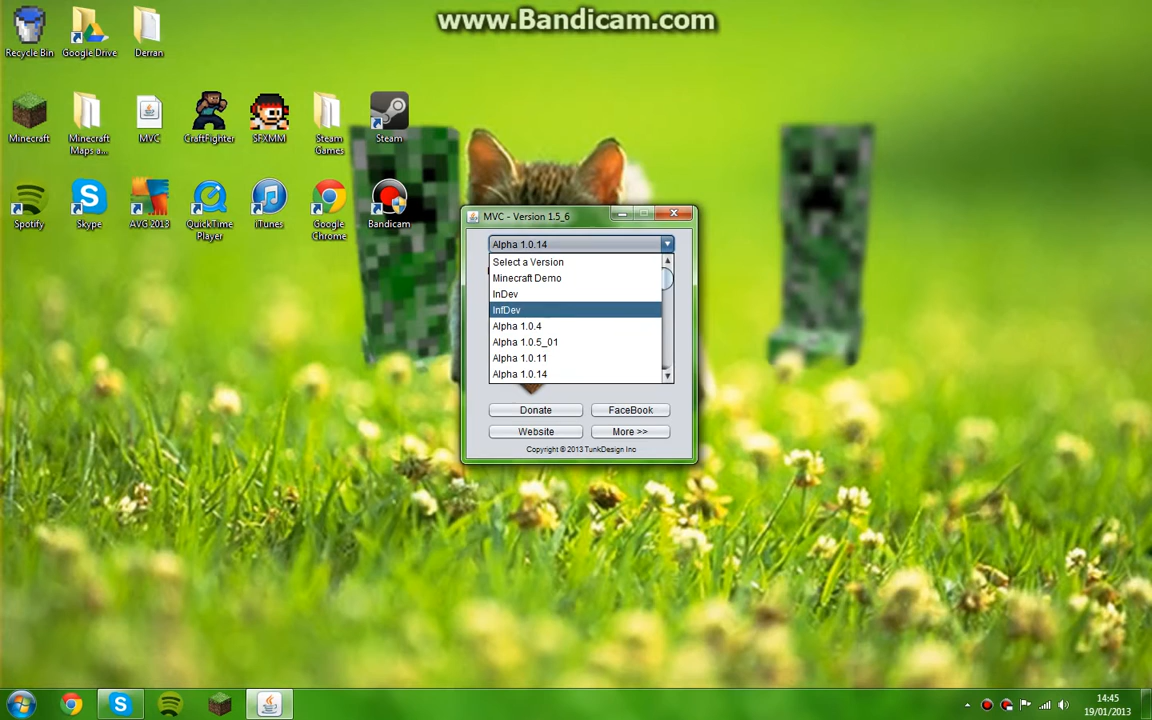 www.Bandicam.com
Recycle Bin
Google Drive
Derran
Minecraft
Minecraft Maps a...
MVC
CraftFighter
SFXMM
Steam Games
Steam
Spotify
Skype
AVG 2013
QuickTime Player
iTunes
Google Chrome
Bandicam
MVC - Version 1.5_6
Alpha 1.0.14
Select a Version
Minecraft Demo
InDev
InfDev
Alpha 1.0.4
Alpha 1.0.5_01
Alpha 1.0.11
Alpha 1.0.14
Donate
FaceBook
Website
More >>
Copyright © 2013 TunkDesign Inc
14:45
19/01/2013